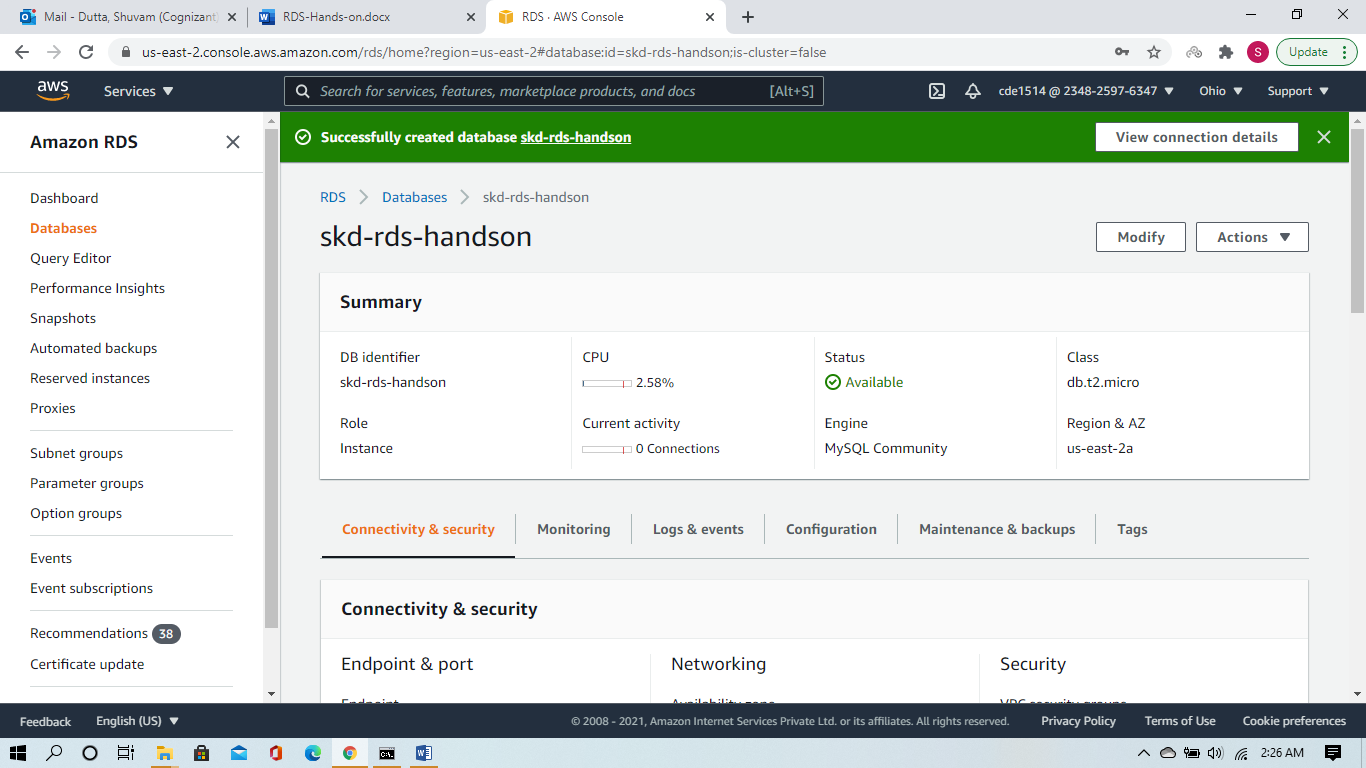 Mail - Dutta, Shuvam (Cognizant)
RDS-Hands-on.docx
RDS · AWS Console
us-east-2.console.aws.amazon.com/rds/home?region=us-east-2#database:id=skd-rds-handson;is-cluster=false
S
Update
aws
Services
Search for services, features, marketplace products, and docs
[Alt+S]
cde1514 @ 2348-2597-6347
Ohio
Support
Amazon RDS
Dashboard
Databases
Query Editor
Performance Insights
Snapshots
Automated backups
Reserved instances
Proxies
Subnet groups
Parameter groups
Option groups
Events
Event subscriptions
Recommendations 38
Certificate update
Successfully created database skd-rds-handson
View connection details
RDS > Databases > skd-rds-handson
skd-rds-handson
Modify
Actions
Summary
DB identifier
skd-rds-handson
CPU
2.58%
Status
Available
Class
db.t2.micro
Role
Instance
Current activity
0 Connections
Engine
MySQL Community
Region & AZ
us-east-2a
Connectivity & security
Monitoring
Logs & events
Configuration
Maintenance & backups
Tags
Connectivity & security
Endpoint & port
Networking
Security
Endpoint
Availability zone
VPC security groups
Feedback
English (US)
© 2008 - 2021, Amazon Internet Services Private Ltd. or its affiliates. All rights reserved.
Privacy Policy
Terms of Use
Cookie preferences
2:26 AM